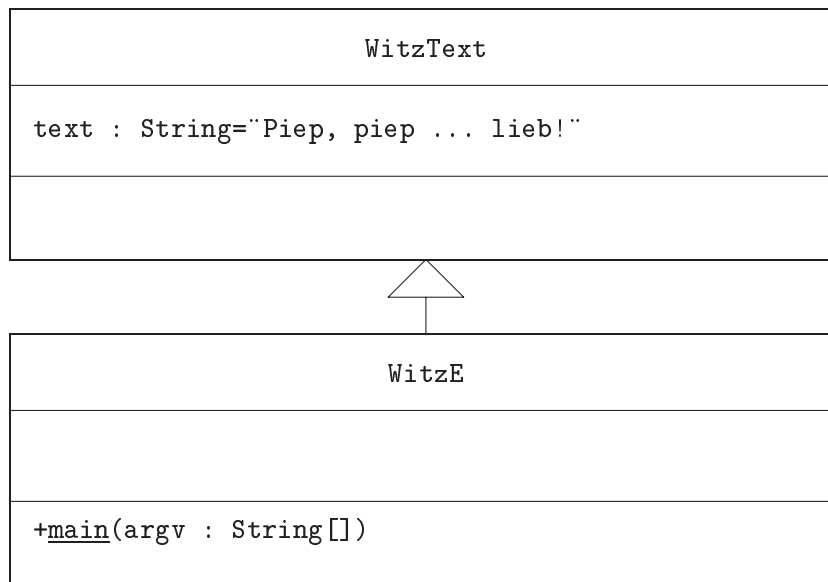 WitzText
text : String=¨Piep, piep ... lieb!¨
WitzE
+main(argv : String[])